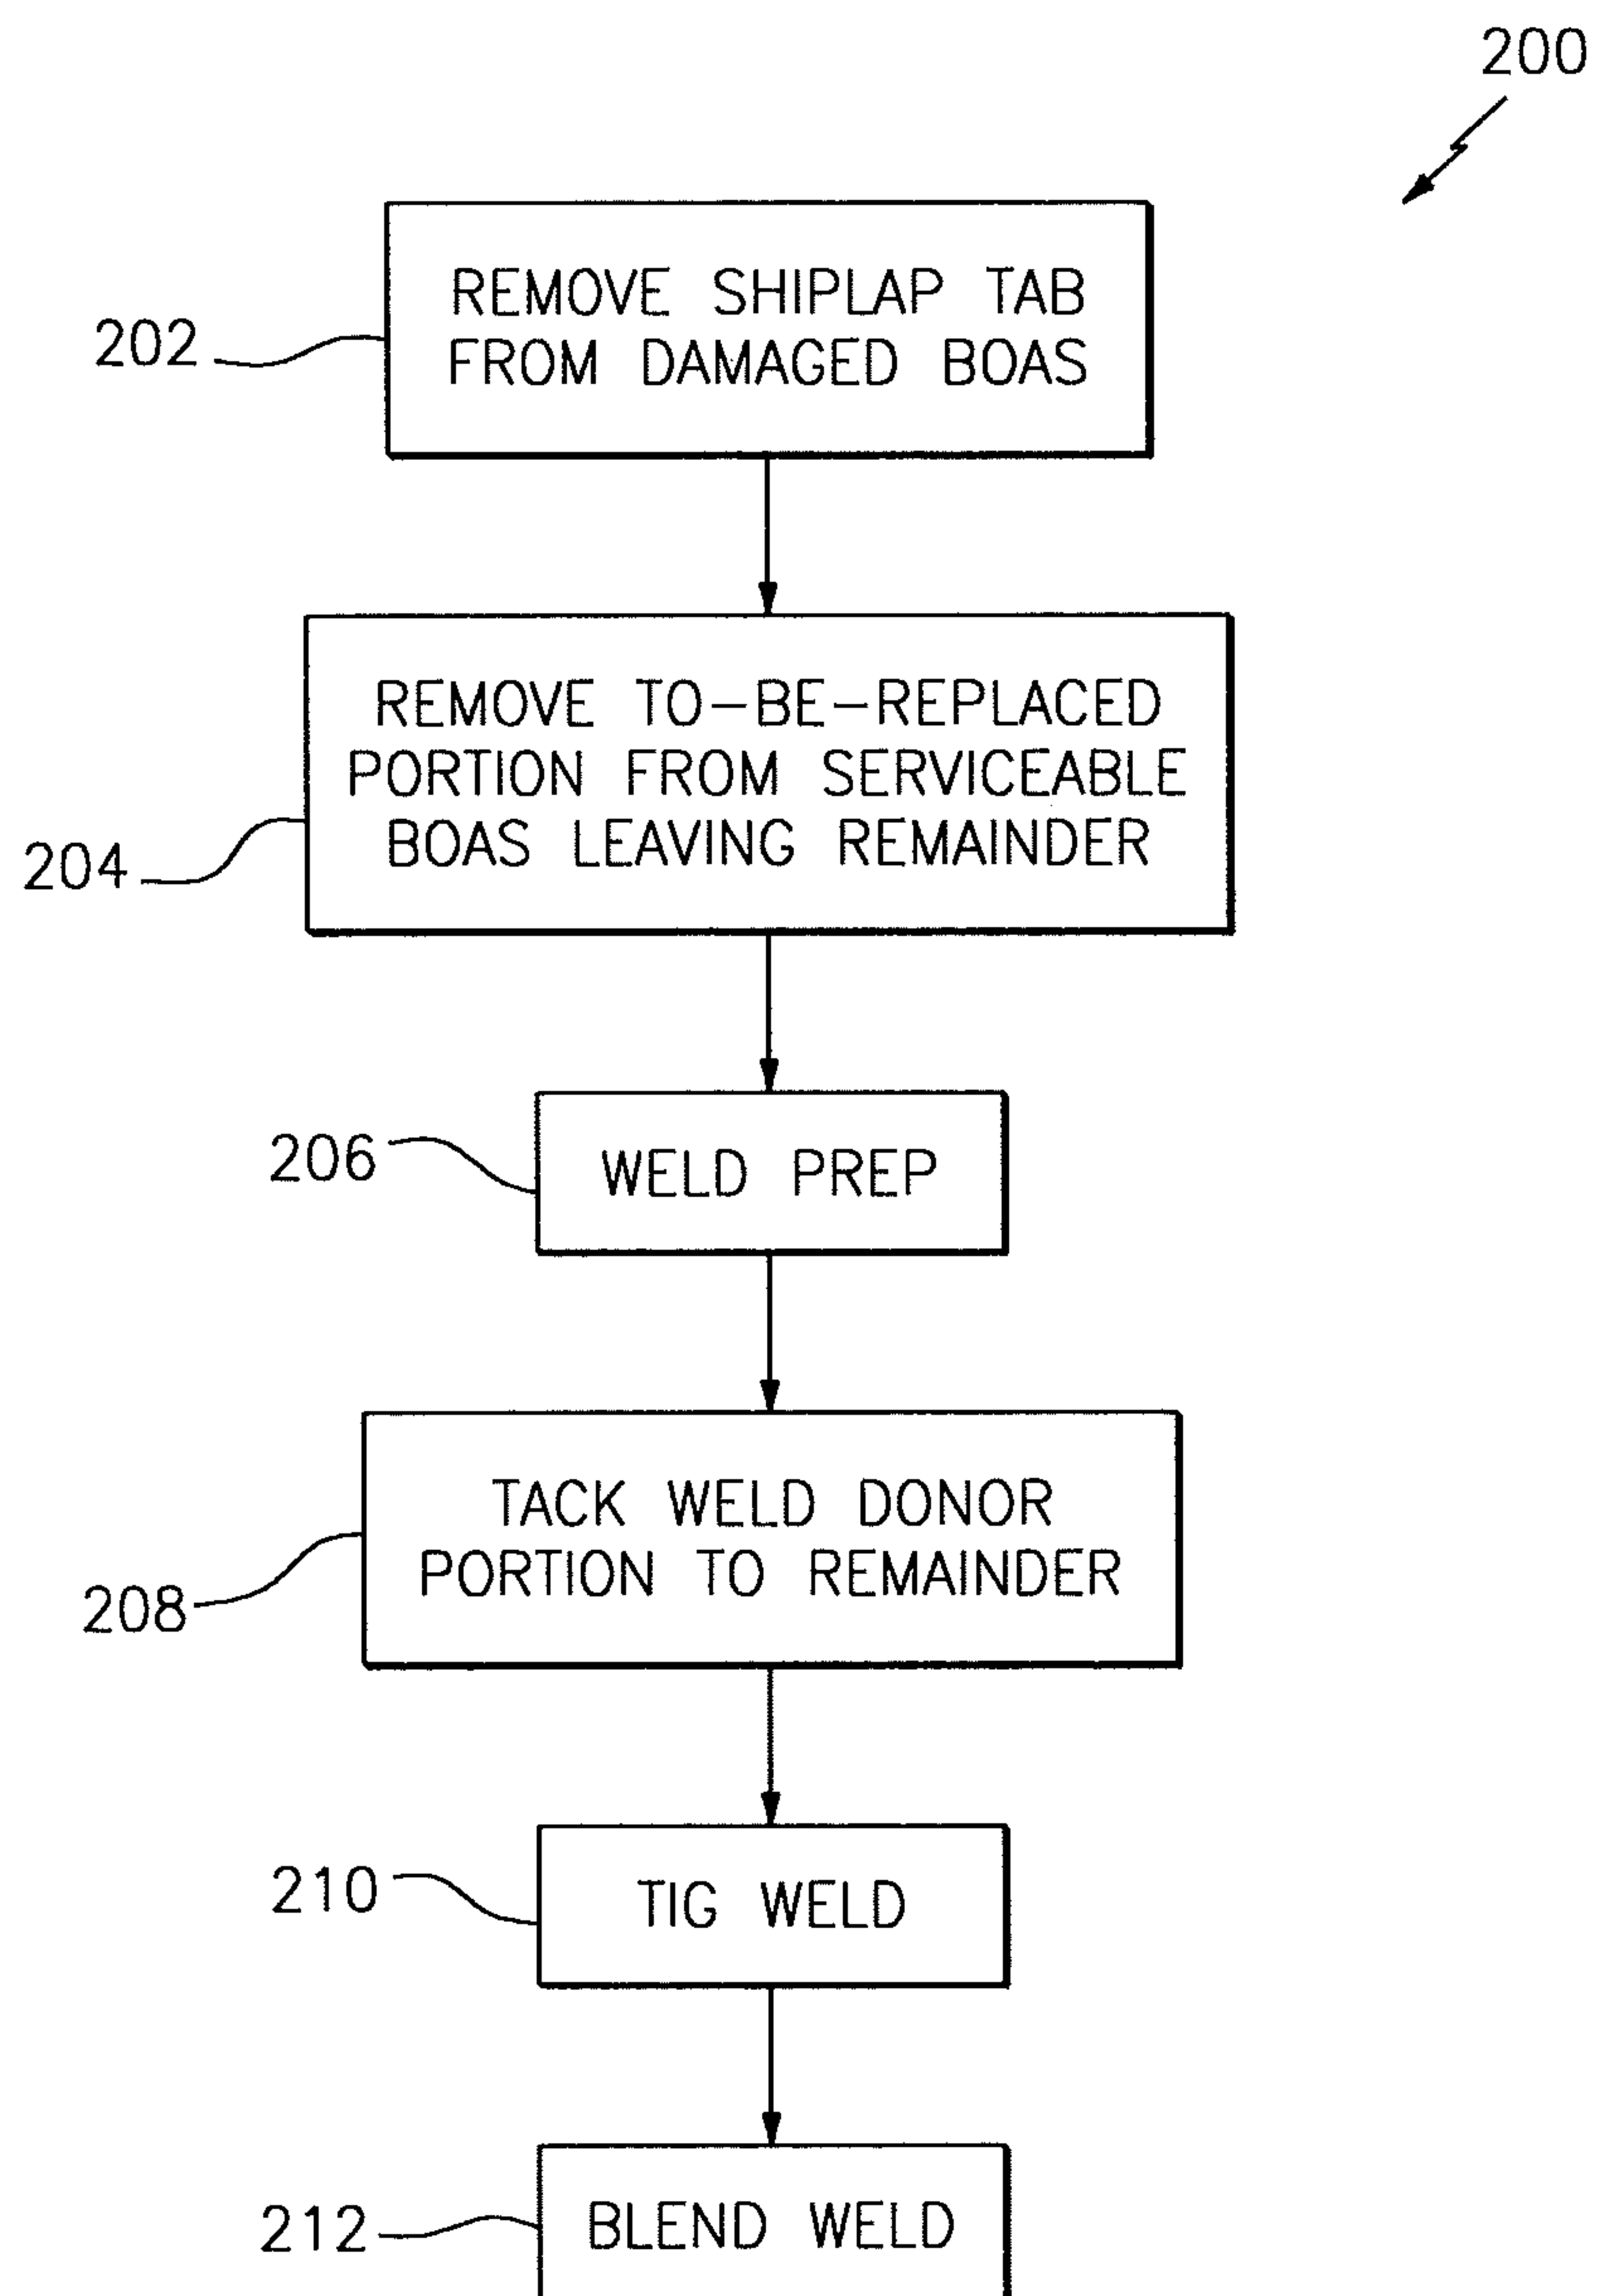 200
REMOVE SHIPLAP TAB
FROM DAMAGED BOAS
202
REMOVE TO-BE-REPLACED
PORTION FROM SERVICEABLE
BOAS LEAVING REMAINDER
204
WELD PREP
206
TACK WELD DONOR
PORTION TO REMAINDER
208
TIG WELD
210
BLEND WELD
212